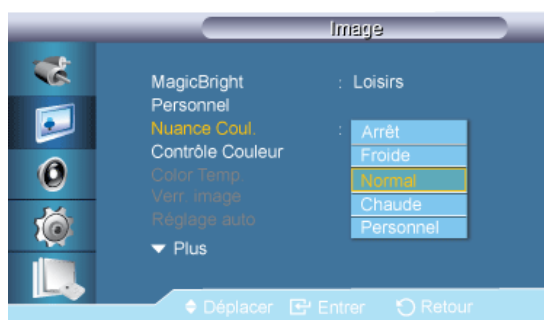 Image
MagicBright : Loisirs
Personnel
Nuance Coul. : Arrêt
Contrôle Couleur Froide
Color Temp. Normal
Verr. image Chaude
Réglage auto Personnel
Plus
Déplacer Entrer Retour